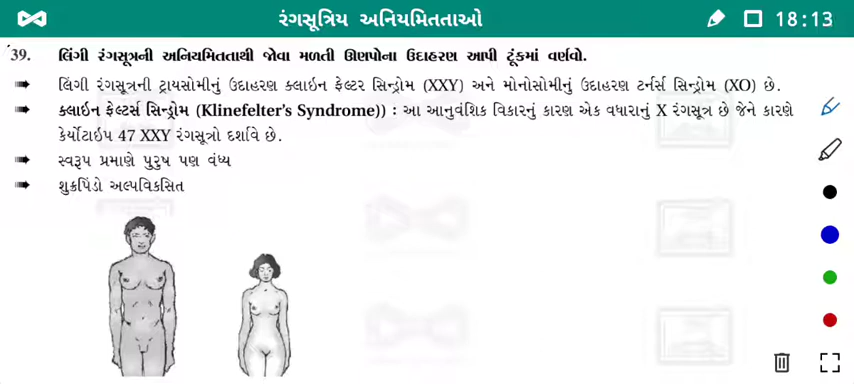 રંગસૂત્રિય અનિયમિતતાઓ
18:13
39. લિંગી રંગસૂત્રની અનિયમિતતાથી જોવા મળતી ઊણપોના ઉદાહરણ આપી ટૂંકમાં વર્ણવો.
➠ લિંગી રંગસૂત્રની ટ્રાયસોમીનું ઉદાહરણ ક્લાઇન ફેલ્ટર સિન્ડ્રોમ (XXY) અને મોનોસોમીનું ઉદાહરણ ટર્નર્સ સિન્ડ્રોમ (XO) છે.
➠ ક્લાઇન ફેલ્ટર્સ સિન્ડ્રોમ (Klinefelter's Syndrome)) : આ આનુવંશિક વિકારનું કારણ એક વધારાનું X રંગસૂત્ર છે જેને કારણે
કેર્યોટાઇપ 47 XXY રંગસૂત્રો દર્શાવે છે.
➠ સ્વરૂપ પ્રમાણે પુરુષ પણ વંધ્ય
➠ શુક્રપિંડો અલ્પવિકસિત